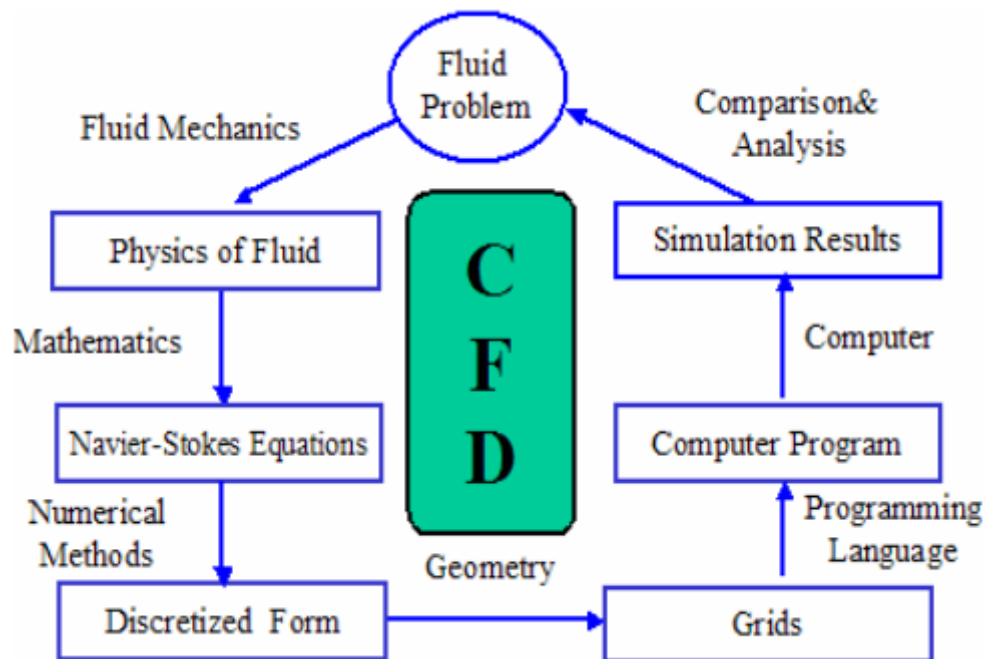 Fluid
Problem
Fluid Mechanics
Comparison&
Analysis
Physics of Fluid
Simulation Results
C
F
D
Mathematics
Computer
Navier-Stokes Equations
Computer Program
Numerical
Methods
Programming
Language
Geometry
Discretized Form
Grids